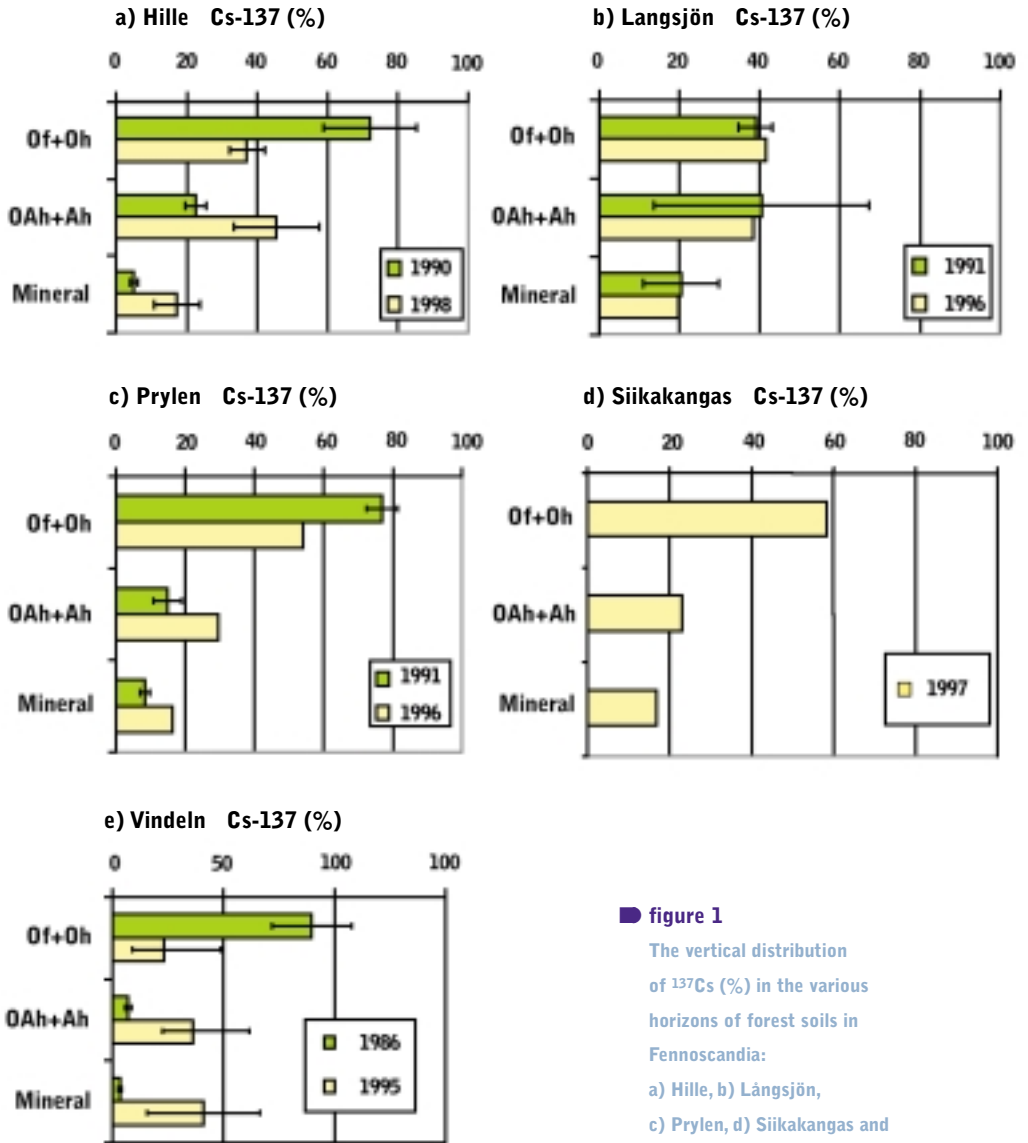 a) Hille Cs-137 (%)
0 20 40 60 80 100
Of+Oh
OAh+Ah
Mineral
1990
1998
b) Langsjön Cs-137 (%)
0 20 40 60 80 100
Of+Oh
OAh+Ah
Mineral
1991
1996
c) Prylen Cs-137 (%)
0 20 40 60 80 100
Of+Oh
OAh+Ah
Mineral
1991
1996
d) Siikakangas Cs-137 (%)
0 20 40 60 80 100
Of+Oh
OAh+Ah
Mineral
1997
e) Vindeln Cs-137 (%)
0 50 100 100
Of+Oh
OAh+Ah
Mineral
1986
1995
figure 1
The vertical distribution
of ¹³⁷Cs (%) in the various
horizons of forest soils in
Fennoscandia:
a) Hille, b) Långsjön,
c) Prylen, d) Siikakangas and